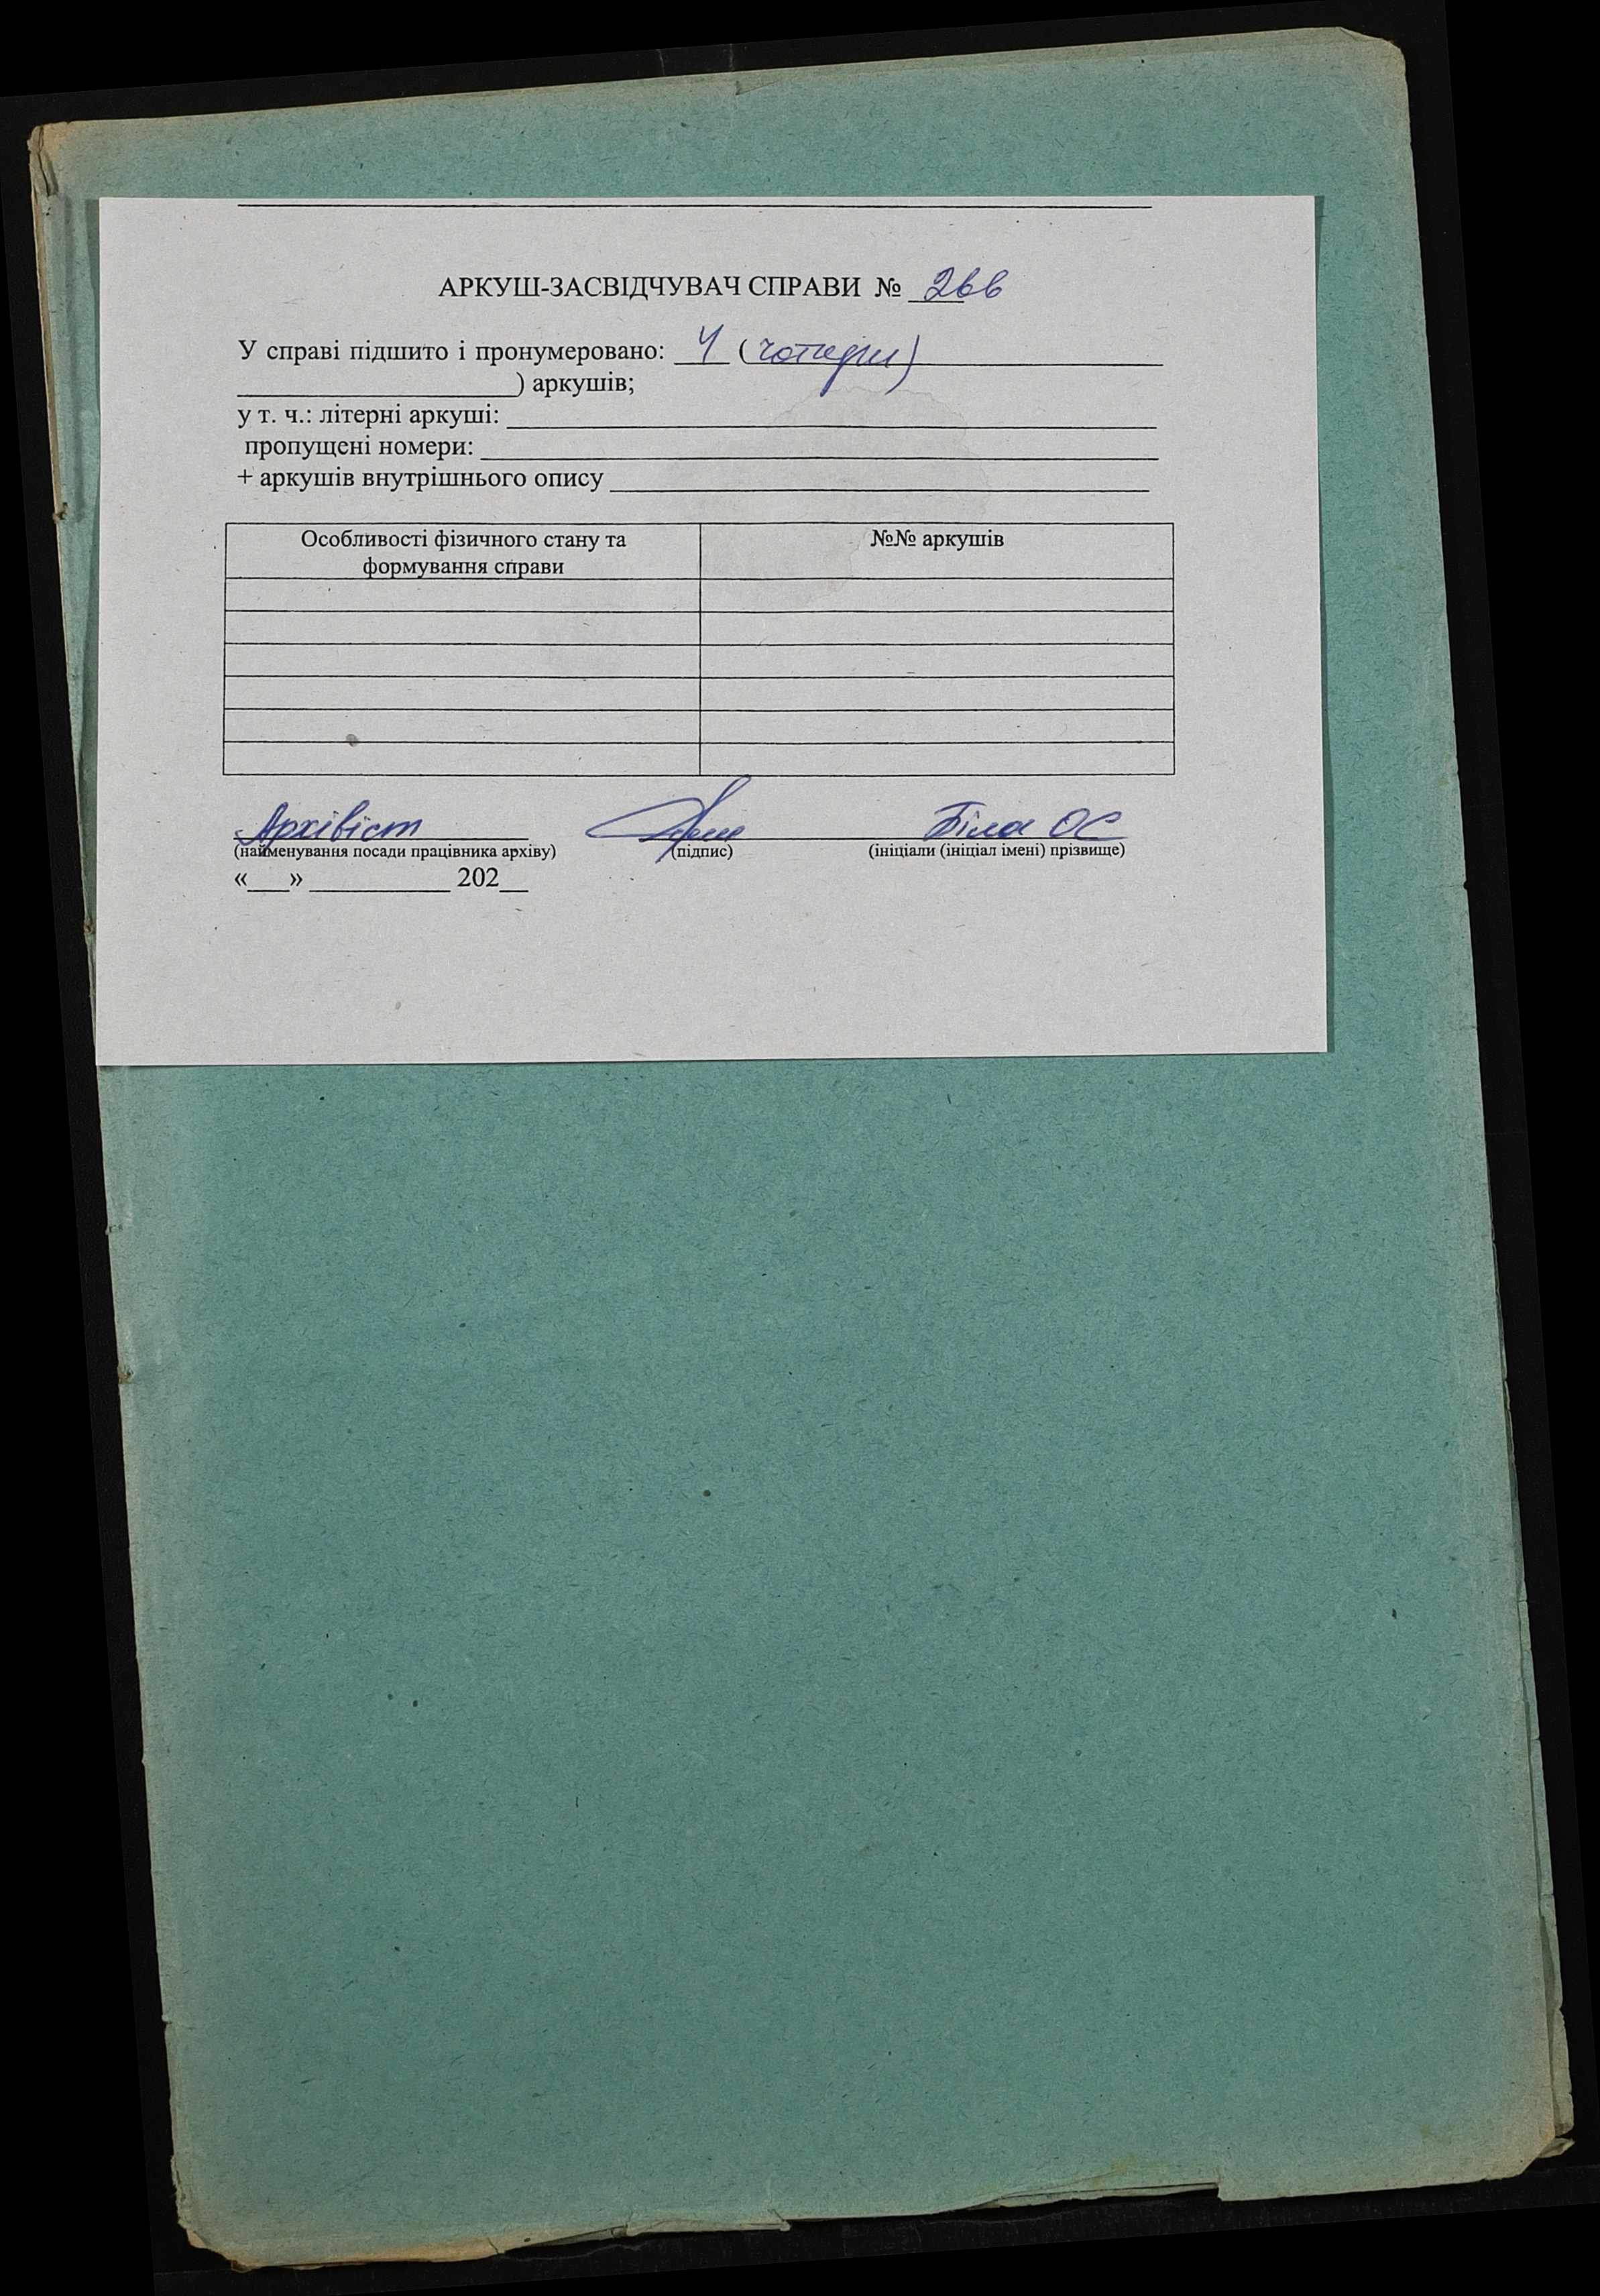 АРКУШ-ЗАСВІДЧУВАЧ СПРАВИ № 266
У справі підшито і пронумеровано: 4 (чотири)
) аркушів;
у т. ч.: літерні аркуші:
пропущені номери:
+ аркушів внутрішнього опису
Особливості фізичного стану та формування справи №№ аркушів
Архівіст Біла ОС
(найменування посади працівника архіву) (підпис) (ініціали (ініціал імені) прізвище)
«___» __________ 202__